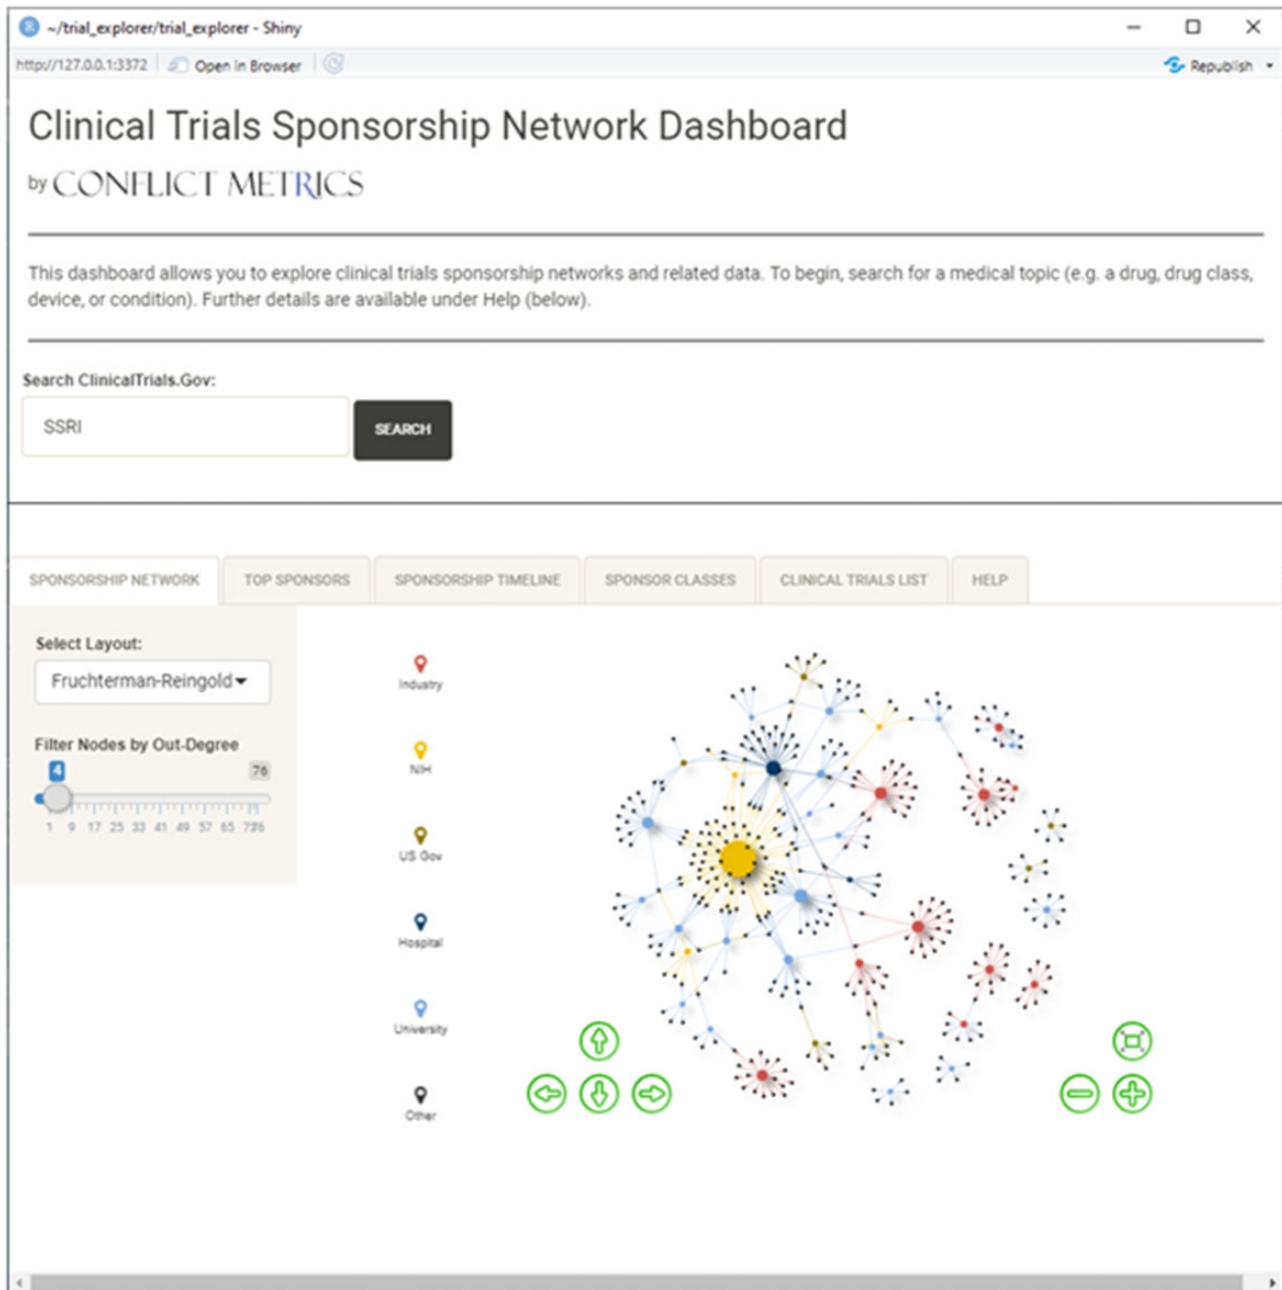 ~/trial_explorer/trial_explorer - Shiny
http://127.0.0.1:3372 Open in Browser Republish
Clinical Trials Sponsorship Network Dashboard
by CONFLICT METRICS
This dashboard allows you to explore clinical trials sponsorship networks and related data. To begin, search for a medical topic (e.g. a drug, drug class,
device, or condition). Further details are available under Help (below).
Search ClinicalTrials.Gov:
SSRI SEARCH
SPONSORSHIP NETWORK TOP SPONSORS SPONSORSHIP TIMELINE SPONSOR CLASSES CLINICAL TRIALS LIST HELP
Select Layout:
Fruchterman-Reingold
Filter Nodes by Out-Degree
4 76
1 9 17 25 33 41 49 57 65 7376
Industry
NIH
US Gov
Hospital
University
Other